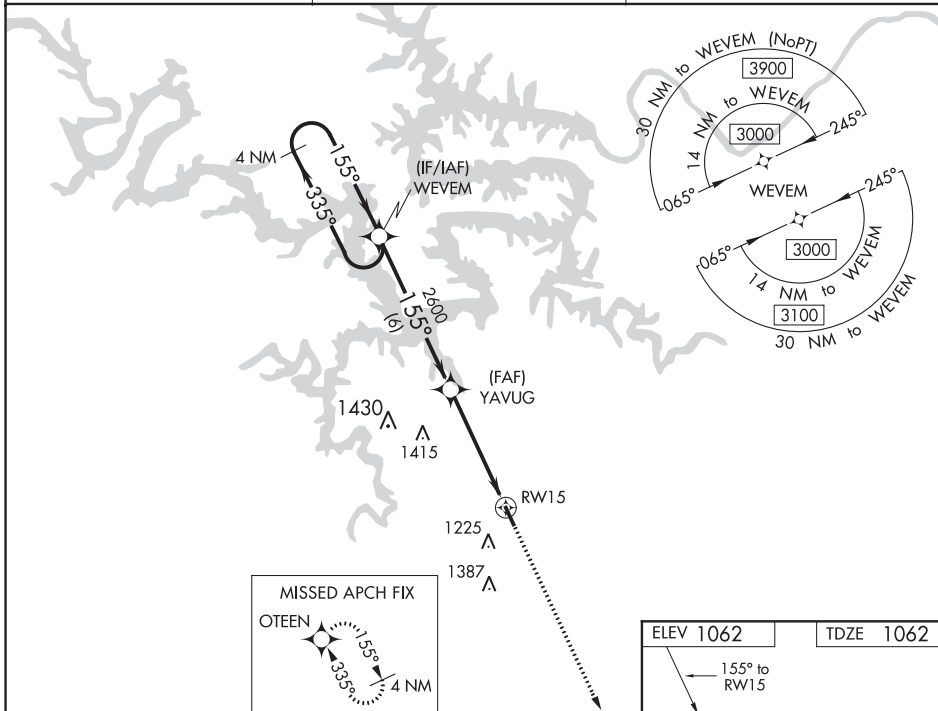 30 NM to WEVEM (NoPT)
3900
14 NM to WEVEM
3000
245°
065°
WEVEM
245°
065°
3000
14 NM to WEVEM
3100
30 NM to WEVEM
4 NM
155°
335°
(IF/IAF)
WEVEM
2600
155°
(6)
(FAF)
YAVUG
1430
1415
RW15
1225
1387
MISSED APCH FIX
OTEEN
155°
335°
4 NM
ELEV 1062
TDZE 1062
155° to
RW15